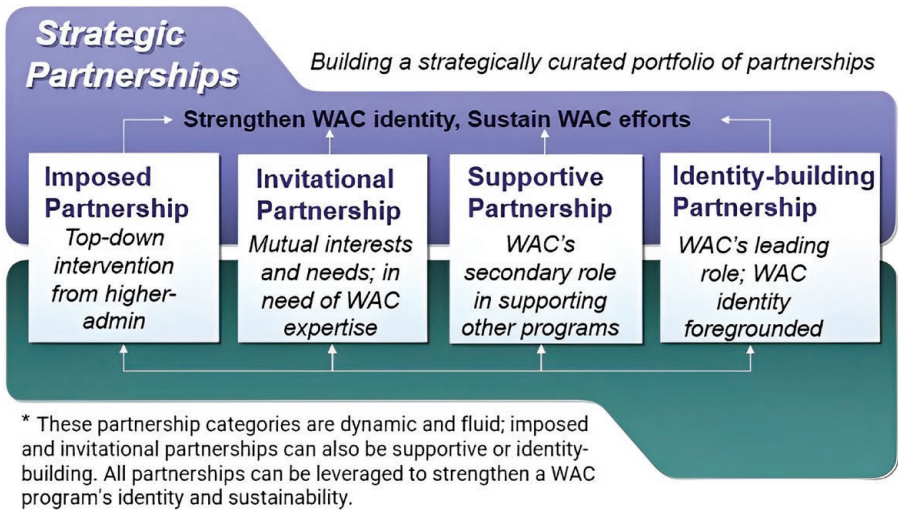 Strategic
Partnerships
Building a strategically curated portfolio of partnerships
Strengthen WAC identity, Sustain WAC efforts
Imposed
Partnership
Top-down
intervention
from higher-
admin
Invitational
Partnership
Mutual interests
and needs; in
need of WAC
expertise
Supportive
Partnership
WAC's
secondary role
in supporting
other programs
Identity-building
Partnership
WAC's leading
role; WAC
identity
foregrounded
* These partnership categories are dynamic and fluid; imposed
and invitational partnerships can also be supportive or identity-
building. All partnerships can be leveraged to strengthen a WAC
program's identity and sustainability.